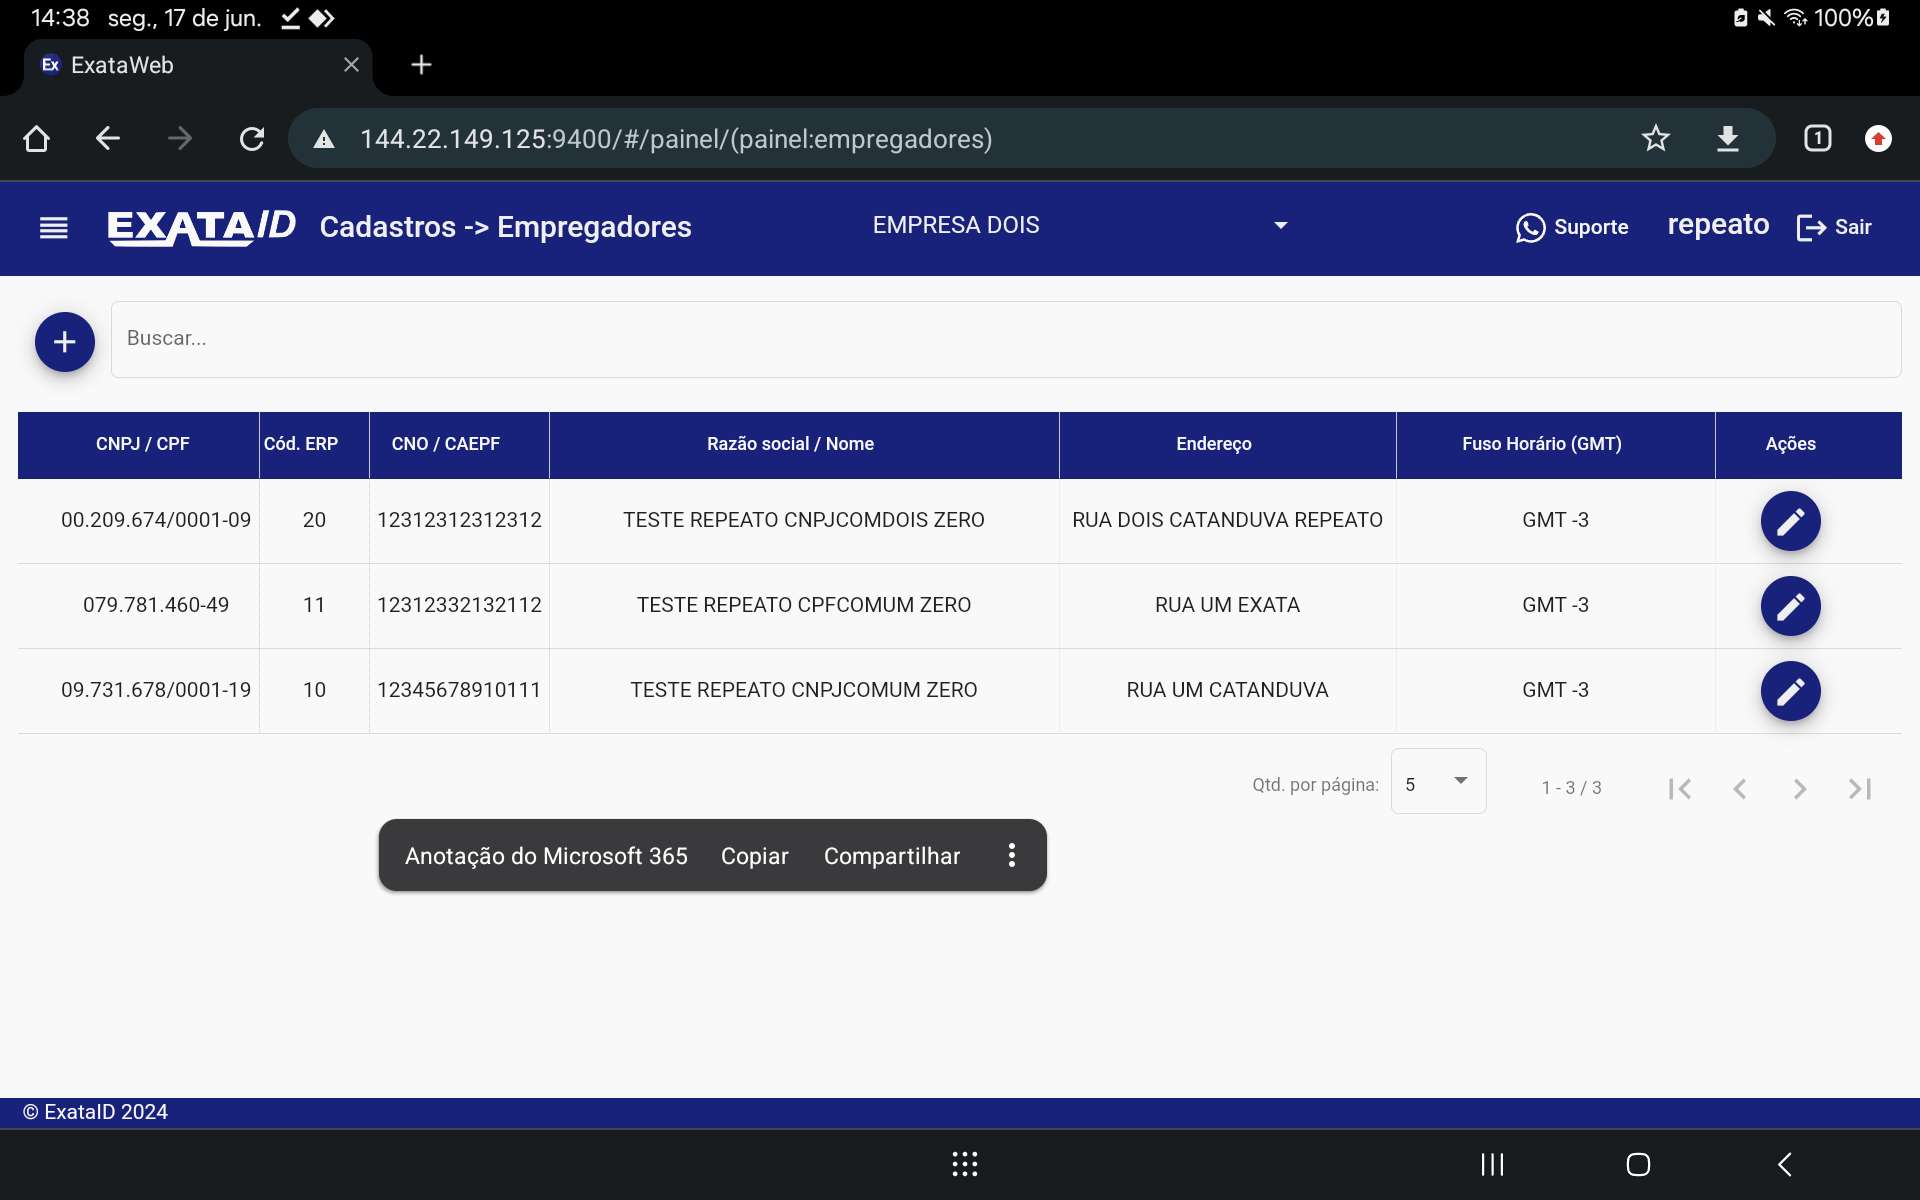 14:38 seg., 17 de jun. 100%
Ex ExataWeb
144.22.149.125:9400/#/painel/(painel:empregadores) 1
EXATAID Cadastros -> Empregadores EMPRESA DOIS Suporte repeato Sair
Buscar...
CNPJ / CPF Cód. ERP CNO / CAEPF Razão social / Nome Endereço Fuso Horário (GMT) Ações
00.209.674/0001-09 20 12312312312312 TESTE REPEATO CNPJCOMDOIS ZERO RUA DOIS CATANDUVA REPEATO GMT -3
079.781.460-49 11 12312332132112 TESTE REPEATO CPFCOMUM ZERO RUA UM EXATA GMT -3
09.731.678/0001-19 10 12345678910111 TESTE REPEATO CNPJCOMUM ZERO RUA UM CATANDUVA GMT -3
Qtd. por página: 5 1 - 3 / 3
Anotação do Microsoft 365 Copiar Compartilhar
© ExataID 2024